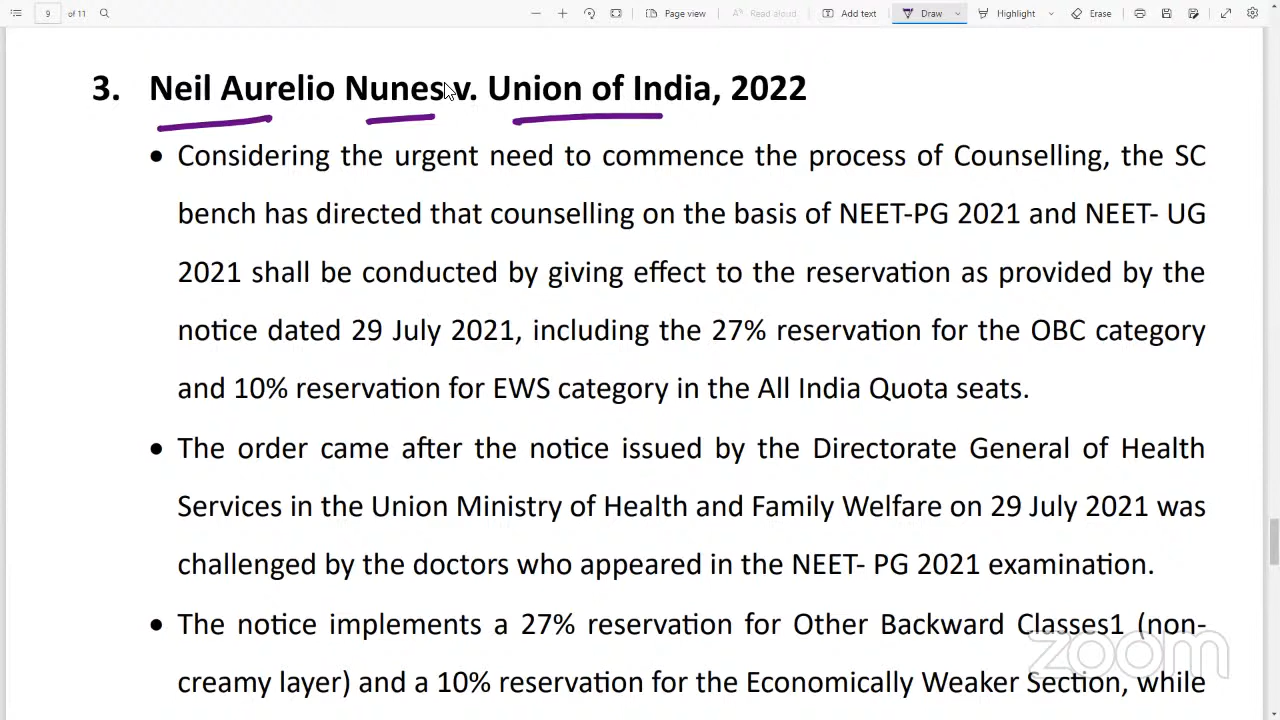 9 of 11 Page view Read aloud Add text Draw Highlight Erase
3. Neil Aurelio Nunes v. Union of India, 2022
• Considering the urgent need to commence the process of Counselling, the SC
bench has directed that counselling on the basis of NEET-PG 2021 and NEET- UG
2021 shall be conducted by giving effect to the reservation as provided by the
notice dated 29 July 2021, including the 27% reservation for the OBC category
and 10% reservation for EWS category in the All India Quota seats.
• The order came after the notice issued by the Directorate General of Health
Services in the Union Ministry of Health and Family Welfare on 29 July 2021 was
challenged by the doctors who appeared in the NEET- PG 2021 examination.
• The notice implements a 27% reservation for Other Backward Classes1 (non-
creamy layer) and a 10% reservation for the Economically Weaker Section, while
zoom